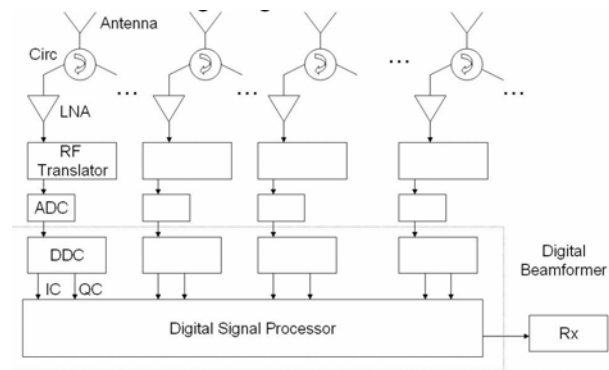 Antenna
Circ
...
...
...
LNA
RF
Translator
ADC
DDC
Digital
Beamformer
IC QC
Digital Signal Processor
Rx